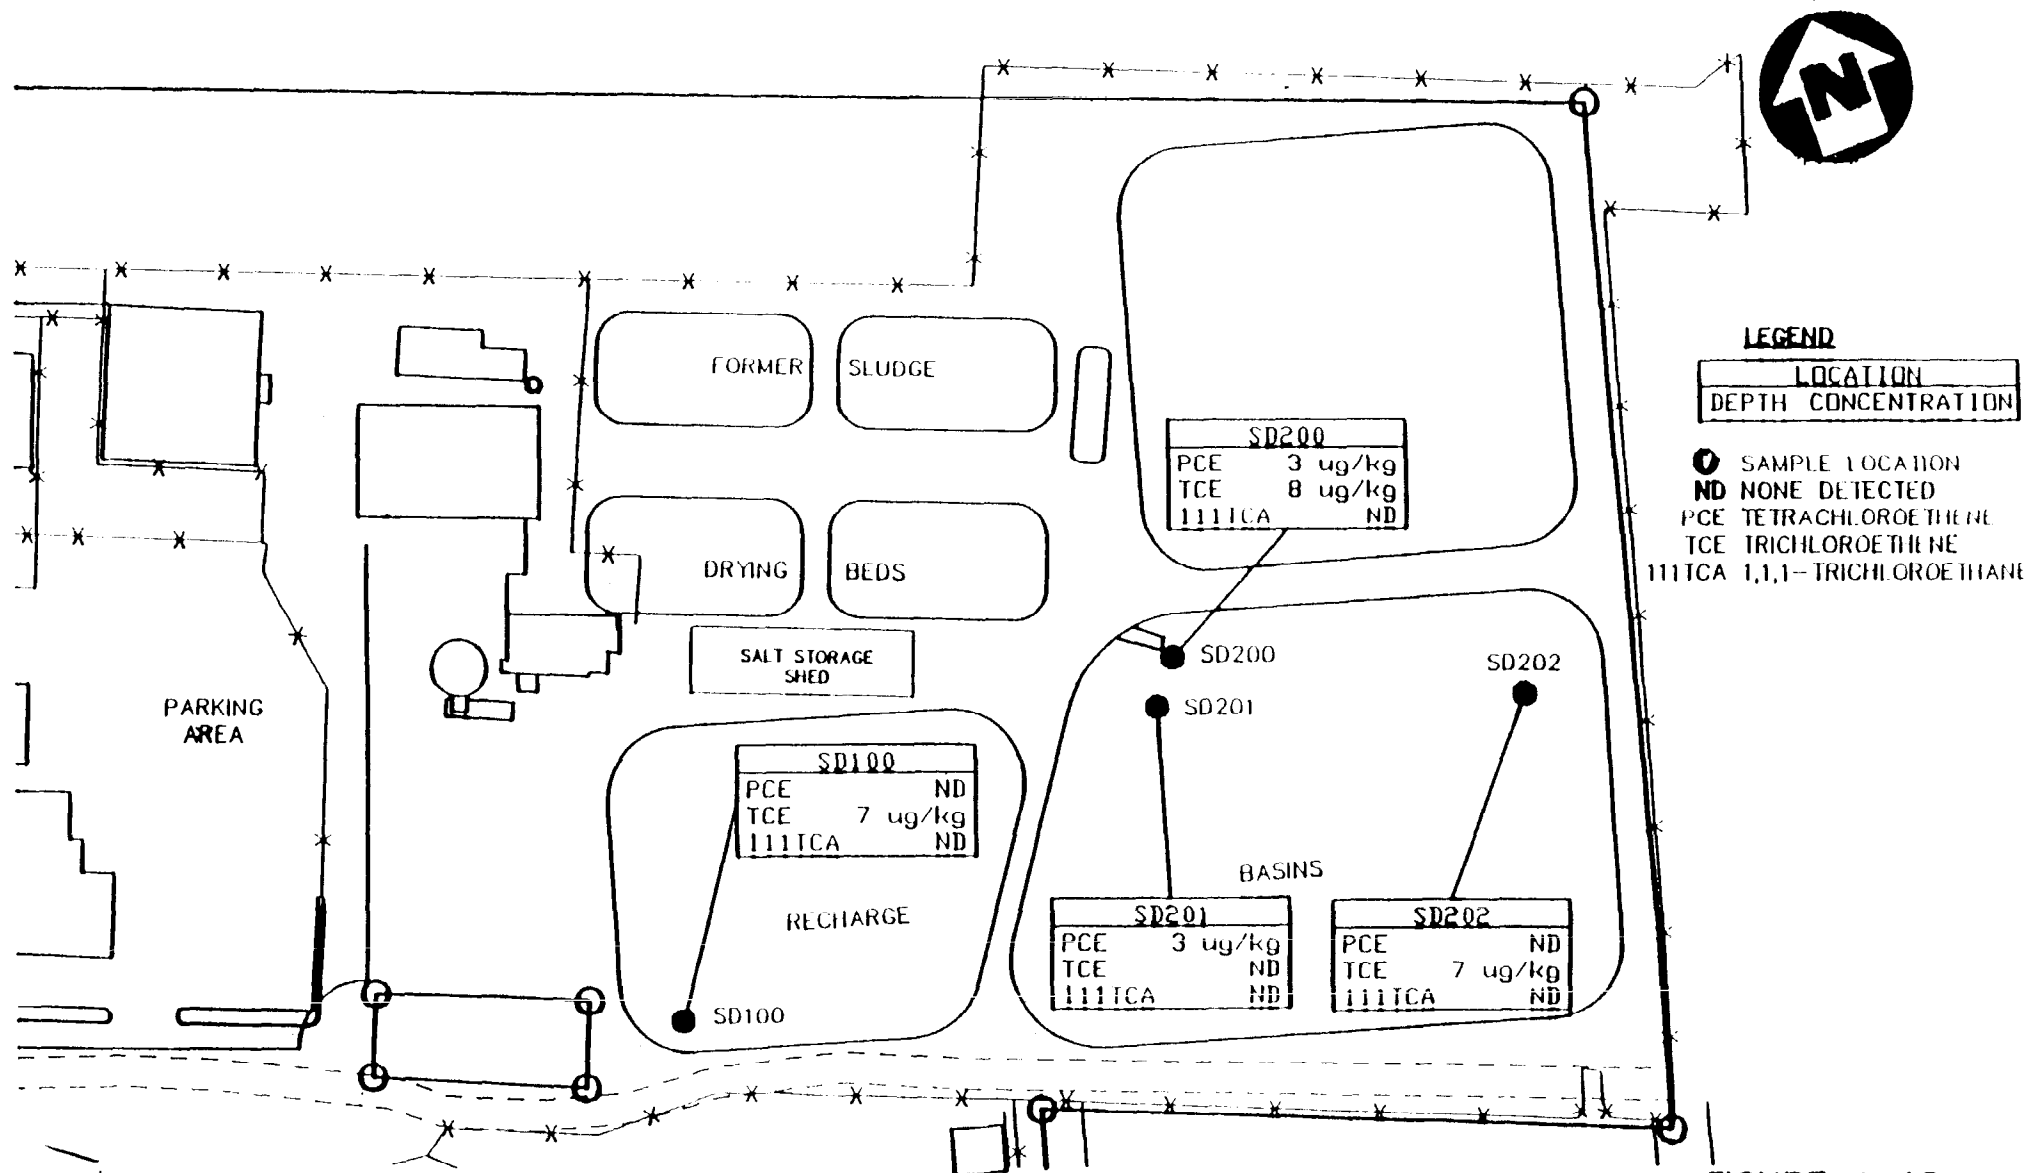 N
LEGEND
LOCATION
DEPTH CONCENTRATION
SAMPLE LOCATION
ND NONE DETECTED
PCE TETRACHLOROETHENE
TCE TRICHLOROETHENE
111TCA 1,1,1-TRICHLOROETHANE
FORMER SLUDGE
DRYING BEDS
SALT STORAGE
SHED
PARKING
AREA
SD200
PCE 3 ug/kg
TCE 8 ug/kg
111TCA ND
SD200
SD201
SD202
SD100
PCE ND
TCE 7 ug/kg
111TCA ND
RECHARGE
BASINS
SD100
SD201
PCE 3 ug/kg
TCE ND
111TCA ND
SD202
PCE ND
TCE 7 ug/kg
111TCA ND